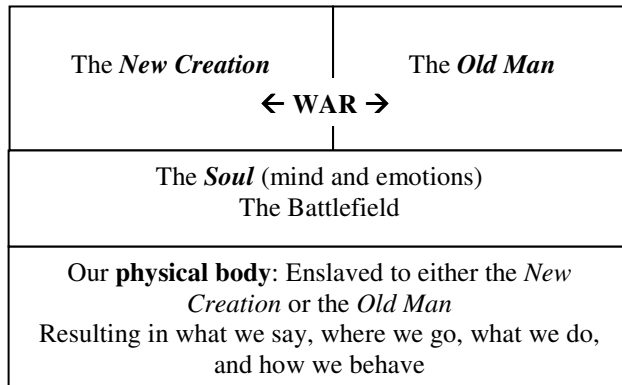 The New Creation
The Old Man
← WAR →
The Soul (mind and emotions)
The Battlefield
Our physical body: Enslaved to either the New
Creation or the Old Man
Resulting in what we say, where we go, what we do,
and how we behave